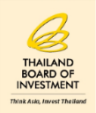 THAILAND
BOARD OF
INVESTMENT
Think Asia, Invest Thailand